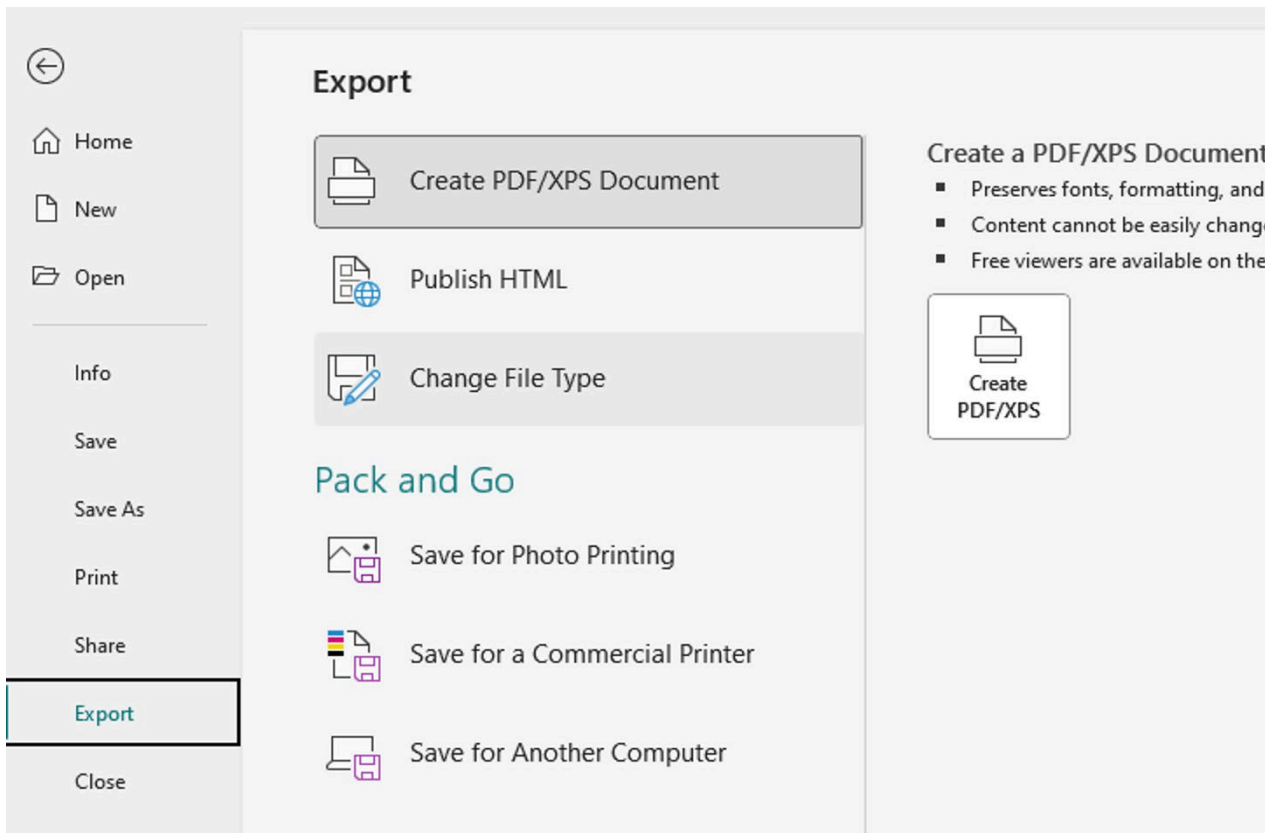 Export
Home
New
Open
Info
Save
Save As
Print
Share
Export
Close
Create PDF/XPS Document
Publish HTML
Change File Type
Pack and Go
Save for Photo Printing
Save for a Commercial Printer
Save for Another Computer
Create a PDF/XPS Document
Preserves fonts, formatting, and
Content cannot be easily
Free viewers are available on the
Create
PDF/XPS